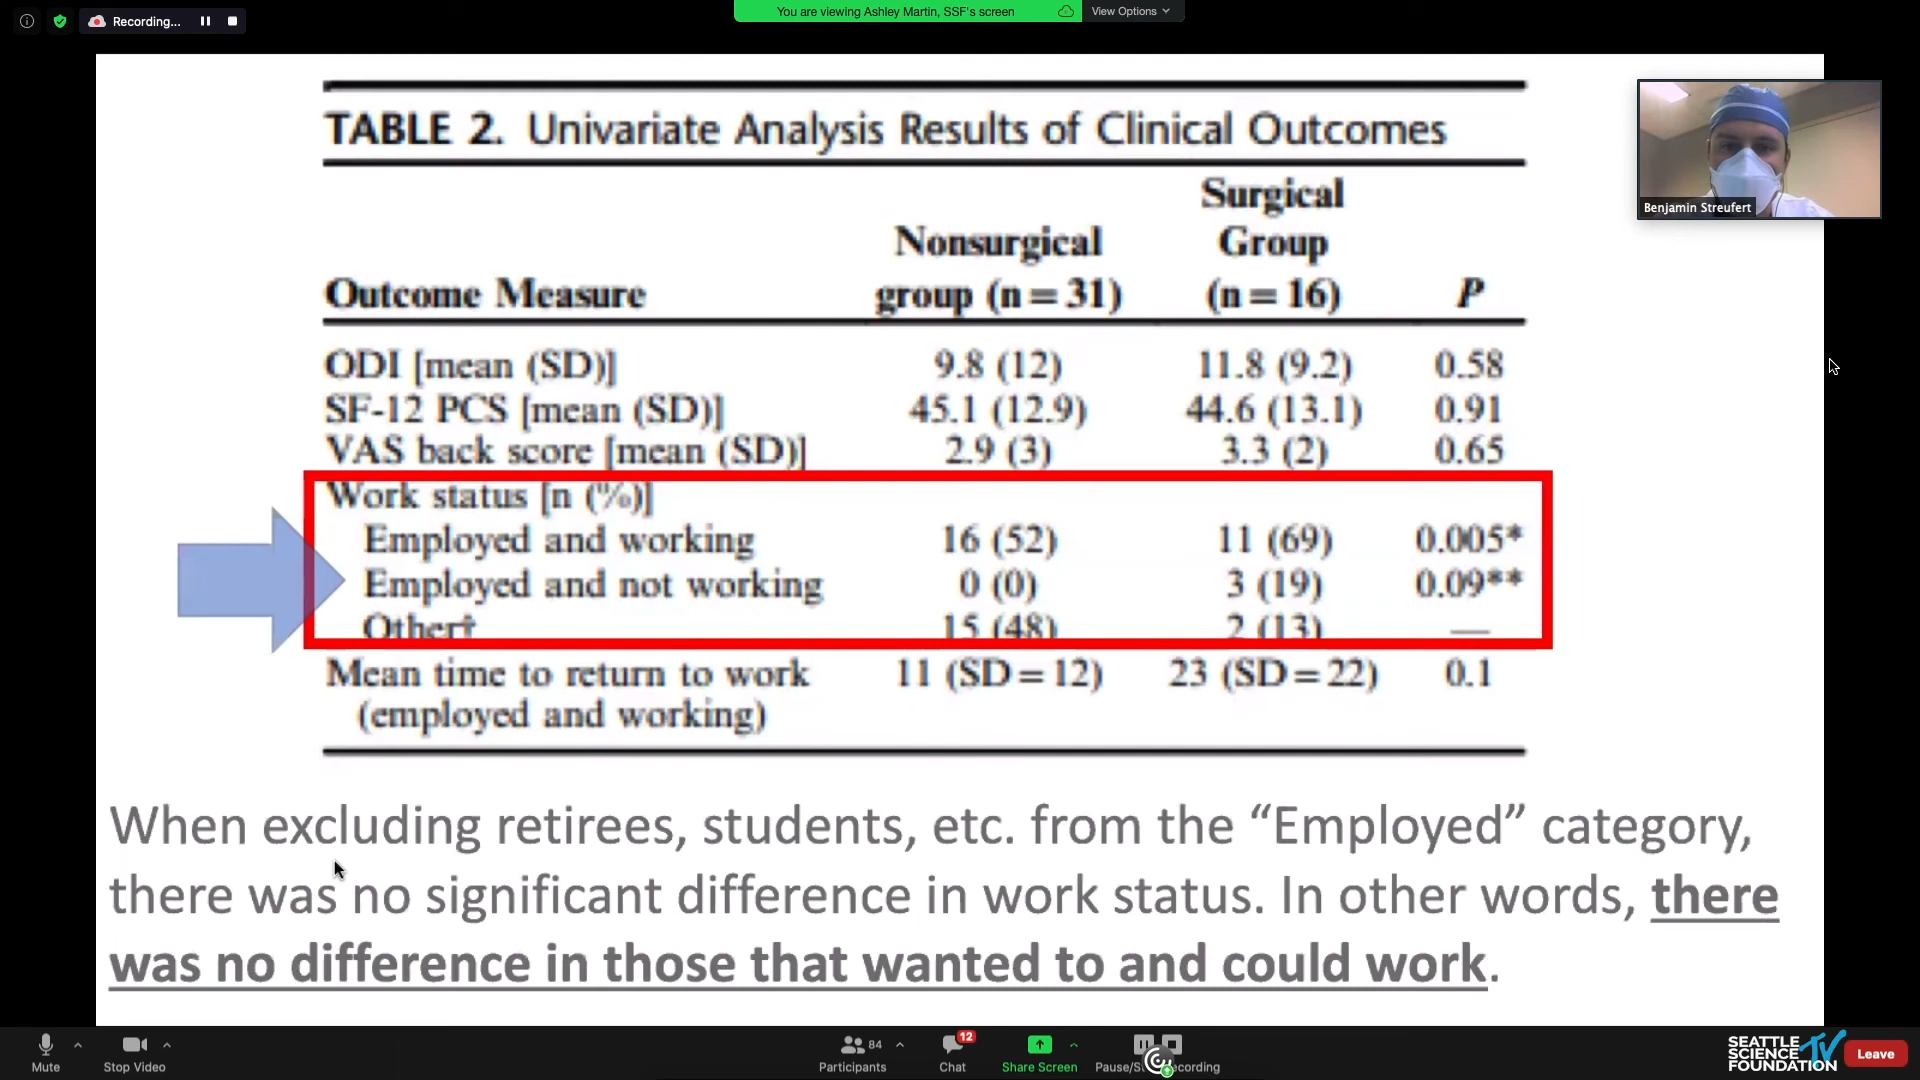 Recording...
You are viewing Ashley Martin, SSF's screen
View Options
TABLE 2. Univariate Analysis Results of Clinical Outcomes
Outcome Measure Nonsurgical group (n = 31) Surgical Group (n = 16) P
ODI [mean (SD)] 9.8 (12) 11.8 (9.2) 0.58
SF-12 PCS [mean (SD)] 45.1 (12.9) 44.6 (13.1) 0.91
VAS back score [mean (SD)] 2.9 (3) 3.3 (2) 0.65
Work status [n (%)]
Employed and working 16 (52) 11 (69) 0.005*
Employed and not working 0 (0) 3 (19) 0.09**
Other† 15 (48) 2 (13) —
Mean time to return to work 11 (SD = 12) 23 (SD = 22) 0.1
(employed and working)
Benjamin Streufert
When excluding retirees, students, etc. from the “Employed” category,
there was no significant difference in work status. In other words, there
was no difference in those that wanted to and could work.
Mute
Stop Video
84
Participants
12
Chat
Share Screen
SEATTLE
SCIENCE
FOUNDATION
TV
Leave